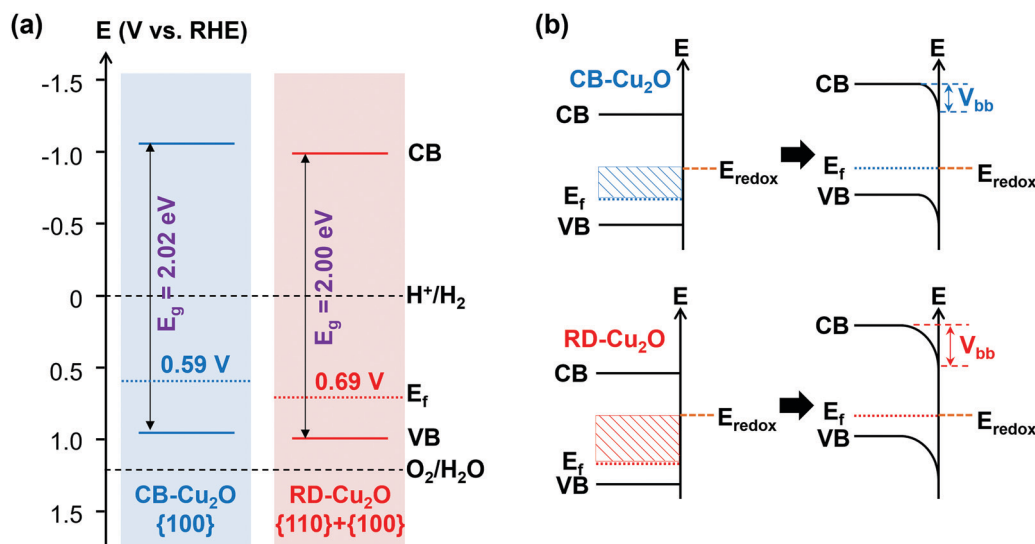 (a)
E (V vs. RHE)
-1.5
-1.0
-0.5
0
0.5
1.0
1.5
E_g = 2.02 eV
E_g = 2.00 eV
0.59 V
0.69 V
CB
H⁺/H₂
E_f
VB
O₂/H₂O
CB-Cu₂O
{100}
RD-Cu₂O
{110}+{100}
(b)
E
CB-Cu₂O
CB
E_f
VB
E_redox
E
CB
V_bb
E_f
VB
E_redox
E
RD-Cu₂O
CB
E_f
VB
E_redox
E
CB
V_bb
E_f
VB
E_redox